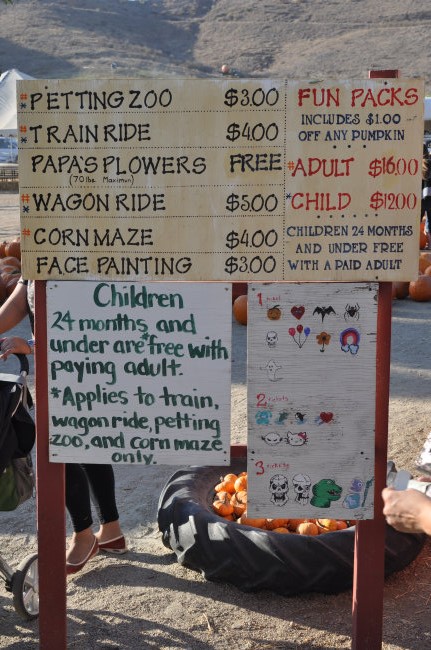 *PETTING ZOO $3.00
*TRAIN RIDE $4.00
PAPA'S PLOWERS FREE
(70 lbs Maximum)
*WAGON RIDE $5.00
*CORN MAZE $4.00
FACE PAINTING $3.00
FUN PACKS
INCLUDES $1.00
OFF ANY PUMPKIN
*ADULT $16.00
*CHILD $12.00
CHILDREN 24 MONTHS
AND UNDER FREE
WITH A PAID ADULT
Children
24 months and
under are *free with
paying adult.
*Applies to train,
wagon ride, petting
zoo, and corn maze
only.
1 ticket
2 tickets
3 tickets